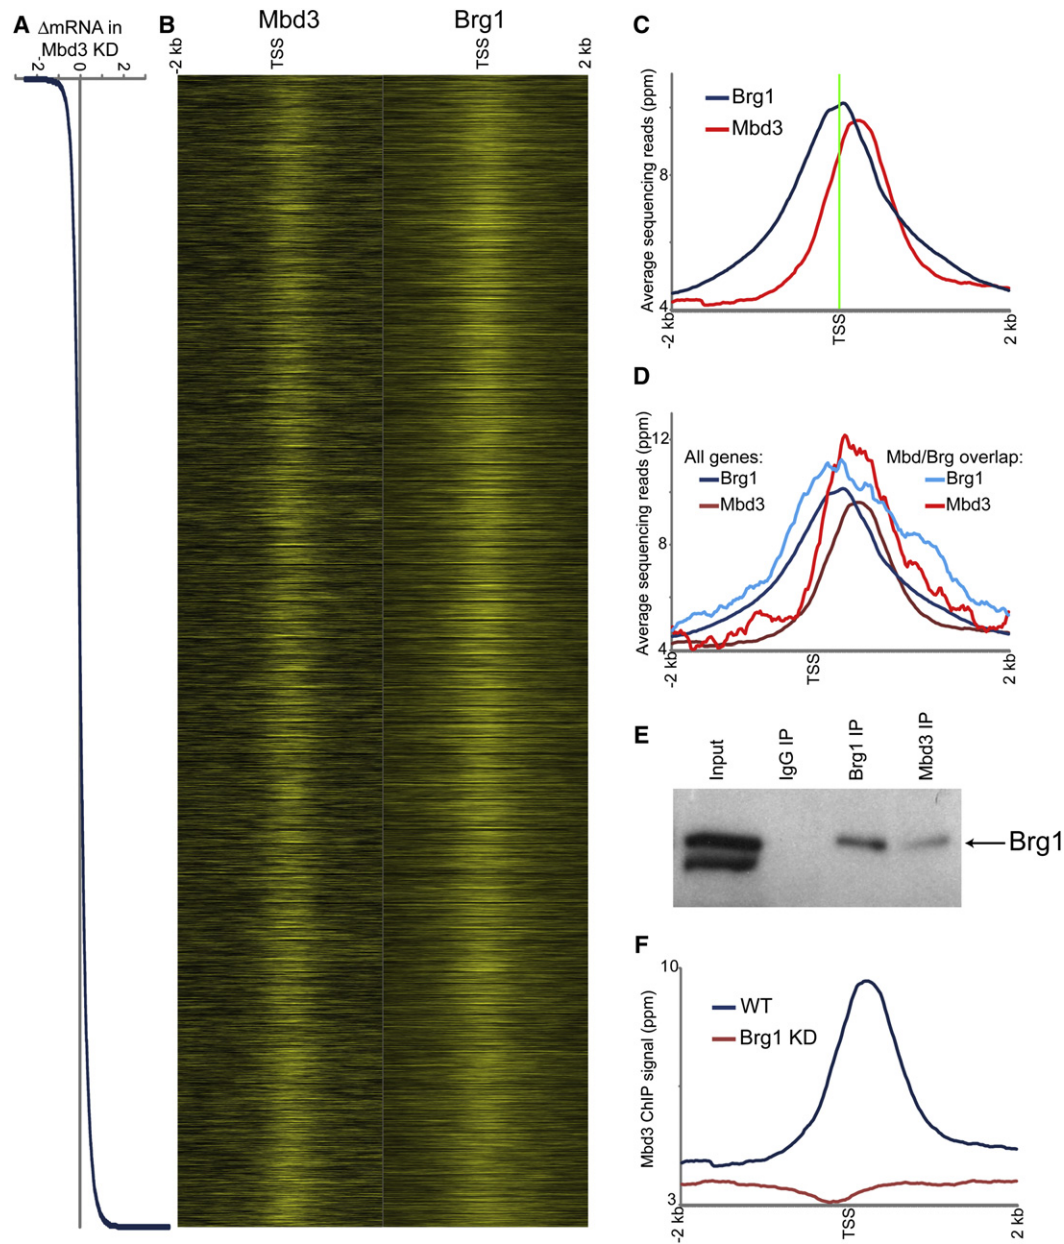 A
ΔmRNA in
Mbd3 KD
-2
0
2
B
Mbd3
Brg1
-2 kb
TSS
TSS
2 kb
C
Average sequencing reads (ppm)
8
4
Brg1
Mbd3
-2 kb
TSS
2 kb
D
Average sequencing reads (ppm)
12
8
4
All genes:
Brg1
Mbd3
Mbd/Brg overlap:
Brg1
Mbd3
-2 kb
TSS
2 kb
E
Input
IgG IP
Brg1 IP
Mbd3 IP
Brg1
F
Mbd3 ChIP signal (ppm)
10
3
WT
Brg1 KD
-2 kb
TSS
2 kb